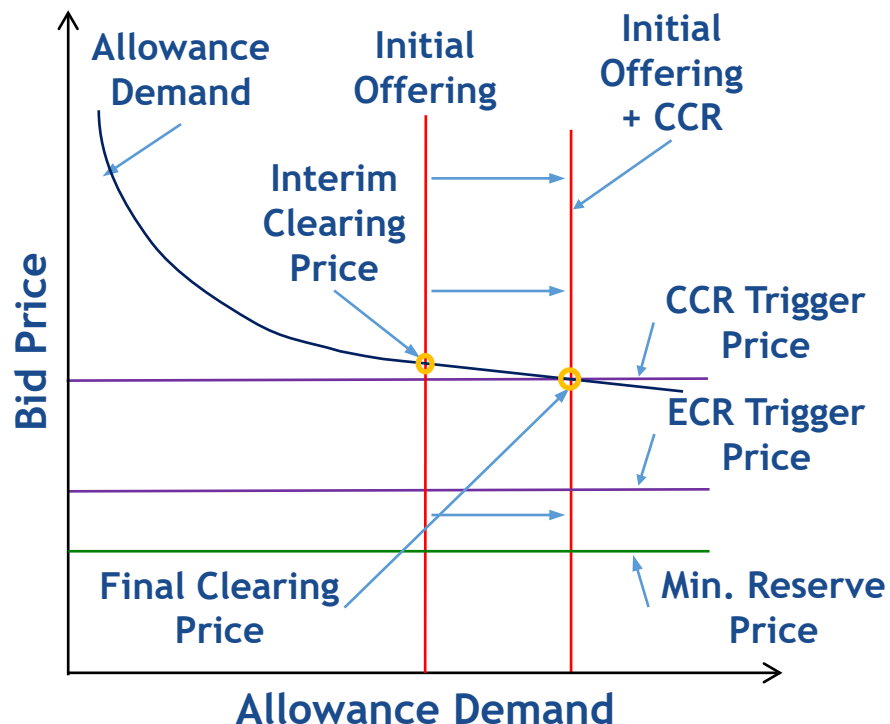 Allowance
Demand
Initial
Offering
Initial
Offering
+ CCR
Interim
Clearing
Price
CCR Trigger
Price
ECR Trigger
Price
Bid Price
Final Clearing
Price
Min. Reserve
Price
Allowance Demand